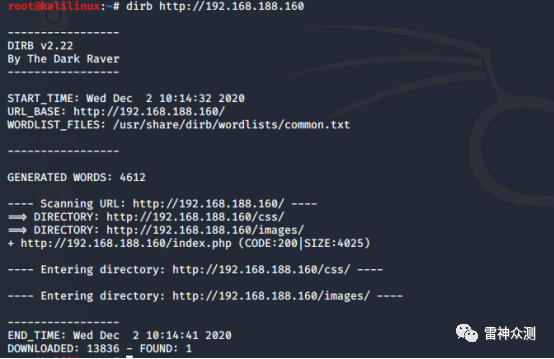 root@kalilinux:~# dirb http://192.168.188.160
-----------------
DIRB v2.22
By The Dark Raver
-----------------
START_TIME: Wed Dec  2 10:14:32 2020
URL_BASE: http://192.168.188.160/
WORDLIST_FILES: /usr/share/dirb/wordlists/common.txt
-----------------
GENERATED WORDS: 4612
---- Scanning URL: http://192.168.188.160/ ----
==> DIRECTORY: http://192.168.188.160/css/
==> DIRECTORY: http://192.168.188.160/images/
+ http://192.168.188.160/index.php (CODE:200|SIZE:4025)
---- Entering directory: http://192.168.188.160/css/ ----
---- Entering directory: http://192.168.188.160/images/ ----
-----------------
END_TIME: Wed Dec  2 10:14:41 2020
DOWNLOADED: 13836 - FOUND: 1
雷神众测